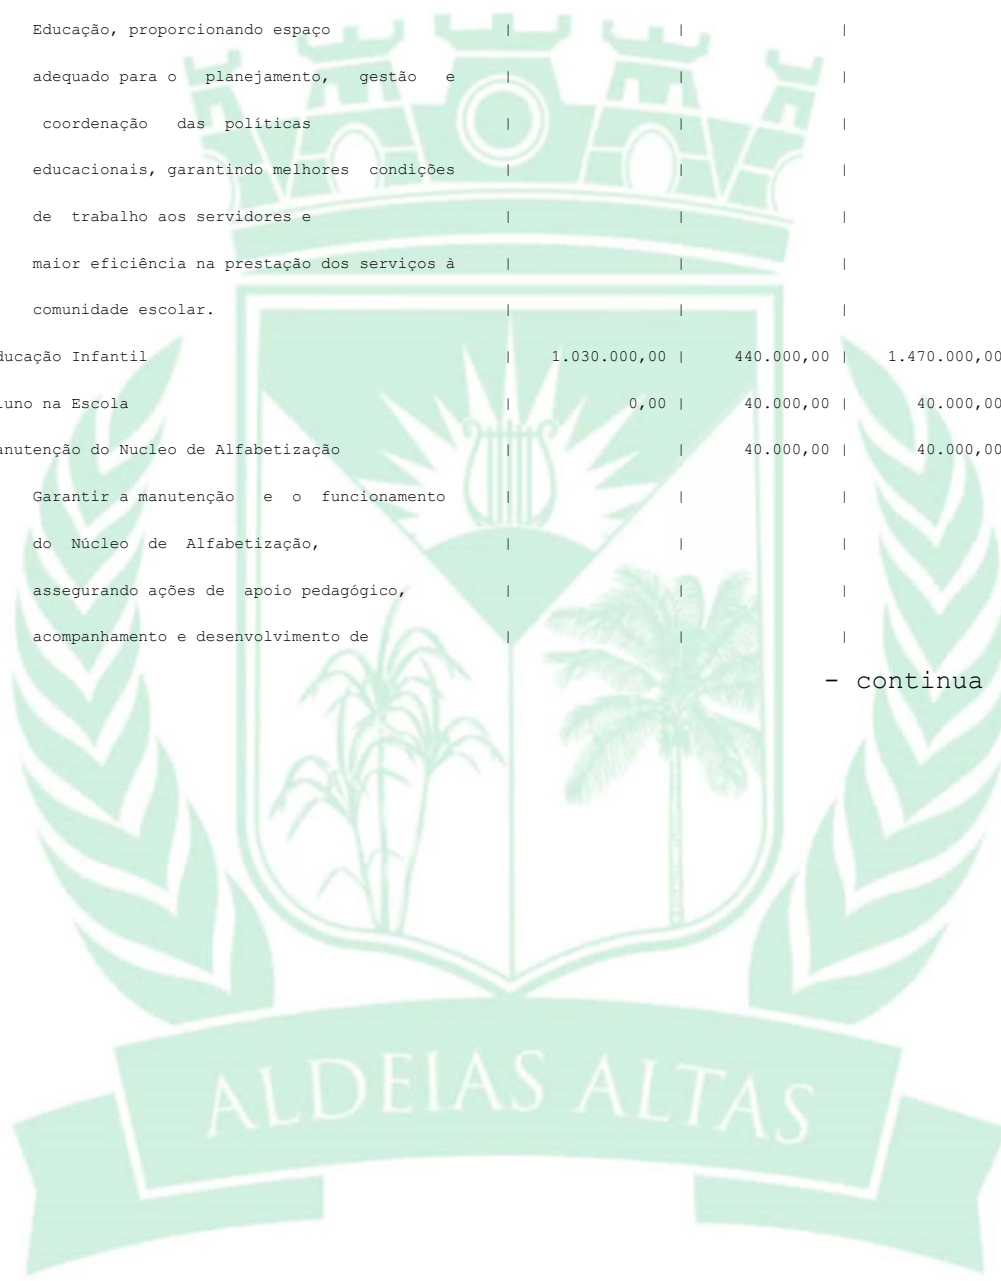 Educação, proporcionando espaço | | |
adequado para o planejamento, gestão e | | |
coordenação das políticas | | |
educacionais, garantindo melhores condições | | |
de trabalho aos servidores e | | |
maior eficiência na prestação dos serviços à | | |
comunidade escolar. | | |
ducação Infantil | 1.030.000,00 | 440.000,00 | 1.470.000,00
luno na Escola | 0,00 | 40.000,00 | 40.000,00
anutenção do Nucleo de Alfabetização | | 40.000,00 | 40.000,00
Garantir a manutenção e o funcionamento | | |
do Núcleo de Alfabetização, | | |
assegurando ações de apoio pedagógico, | | |
acompanhamento e desenvolvimento de | | |
- continua
ALDEIAS ALTAS